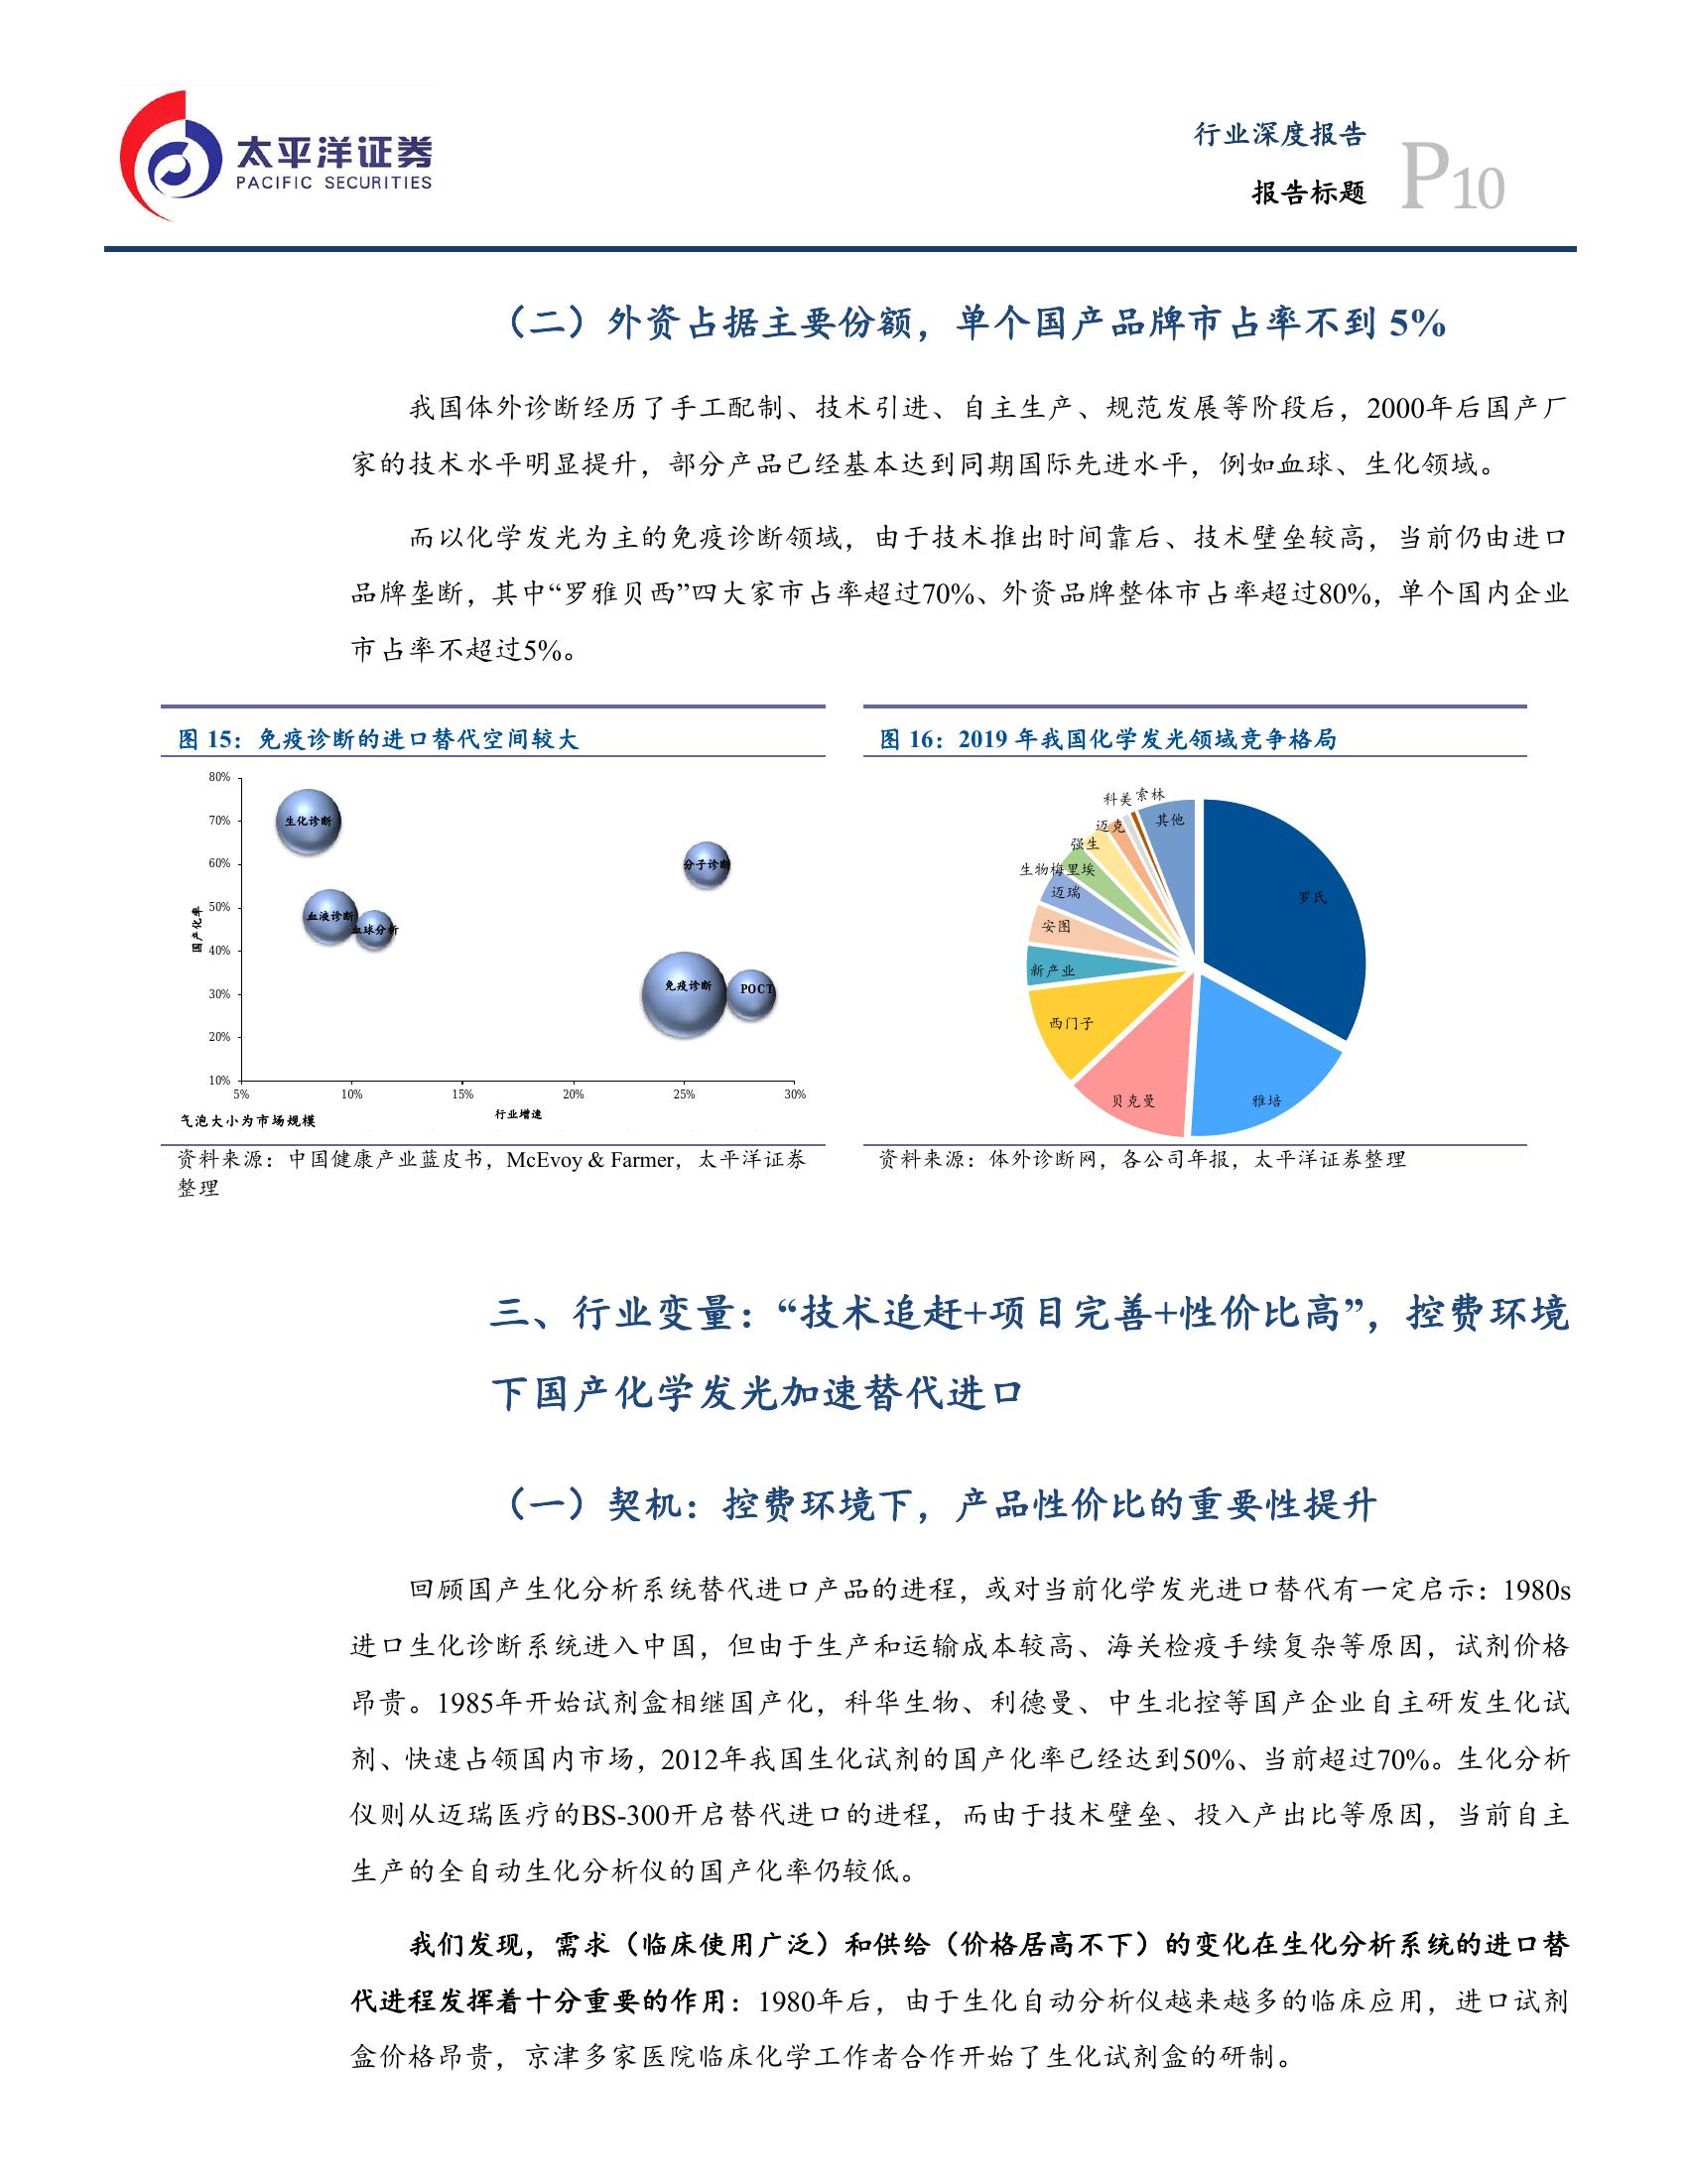 太平洋证券
PACIFIC SECURITIES
行业深度报告
报告标题
P10
（二）外资占据主要份额，单个国产品牌市占率不到 5%
我国体外诊断经历了手工配制、技术引进、自主生产、规范发展等阶段后，2000年后国产厂
家的技术水平明显提升，部分产品已经基本达到同期国际先进水平，例如血球、生化领域。
而以化学发光为主的免疫诊断领域，由于技术推出时间靠后、技术壁垒较高，当前仍由进口
品牌垄断，其中“罗雅贝西”四大家市占率超过70%、外资品牌整体市占率超过80%，单个国内企业
市占率不超过5%。
图 15：免疫诊断的进口替代空间较大
80%
70%
60%
50%
40%
30%
20%
10%
国产化率
生化诊断
分子诊断
血液诊断
血球分析
免疫诊断
POCT
5%
10%
15%
20%
25%
30%
行业增速
气泡大小为市场规模
资料来源：中国健康产业蓝皮书，McEvoy & Farmer，太平洋证券
整理
图 16：2019 年我国化学发光领域竞争格局
科美
索林
其他
迈克
强生
生物梅里埃
迈瑞
安图
新产业
西门子
贝克曼
雅培
罗氏
资料来源：体外诊断网，各公司年报，太平洋证券整理
三、行业变量：“技术追赶+项目完善+性价比高”，控费环境
下国产化学发光加速替代进口
（一）契机：控费环境下，产品性价比的重要性提升
回顾国产生化分析系统替代进口产品的进程，或对当前化学发光进口替代有一定启示：1980s
进口生化诊断系统进入中国，但由于生产和运输成本较高、海关检疫手续复杂等原因，试剂价格
昂贵。1985年开始试剂盒相继国产化，科华生物、利德曼、中生北控等国产企业自主研发生化试
剂、快速占领国内市场，2012年我国生化试剂的国产化率已经达到50%、当前超过70%。生化分析
仪则从迈瑞医疗的BS-300开启替代进口的进程，而由于技术壁垒、投入产出比等原因，当前自主
生产的全自动生化分析仪的国产化率仍较低。
我们发现，需求（临床使用广泛）和供给（价格居高不下）的变化在生化分析系统的进口替
代进程发挥着十分重要的作用：1980年后，由于生化自动分析仪越来越多的临床应用，进口试剂
盒价格昂贵，京津多家医院临床化学工作者合作开始了生化试剂盒的研制。